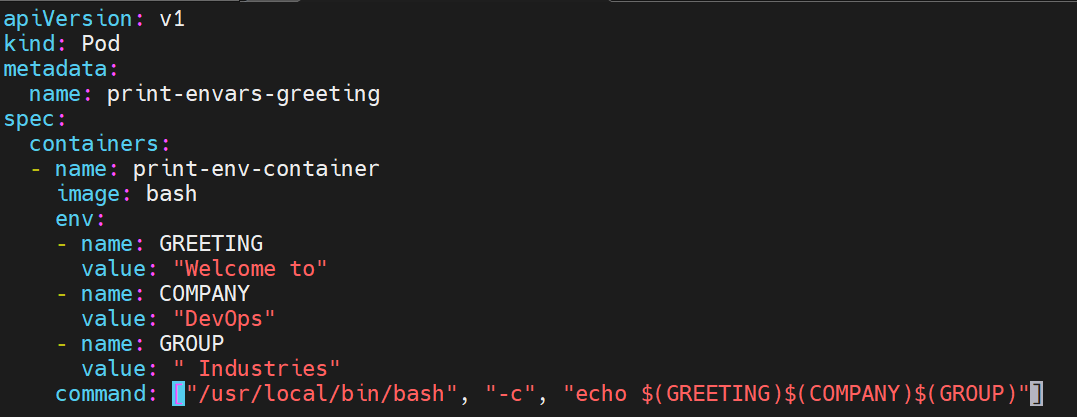 apiVersion: v1
kind: Pod
metadata:
  name: print-envars-greeting
spec:
  containers:
  - name: print-env-container
    image: bash
    env:
    - name: GREETING
      value: "Welcome to"
    - name: COMPANY
      value: "DevOps"
    - name: GROUP
      value: " Industries"
    command: ["/usr/local/bin/bash", "-c", "echo $(GREETING)$(COMPANY)$(GROUP)"]